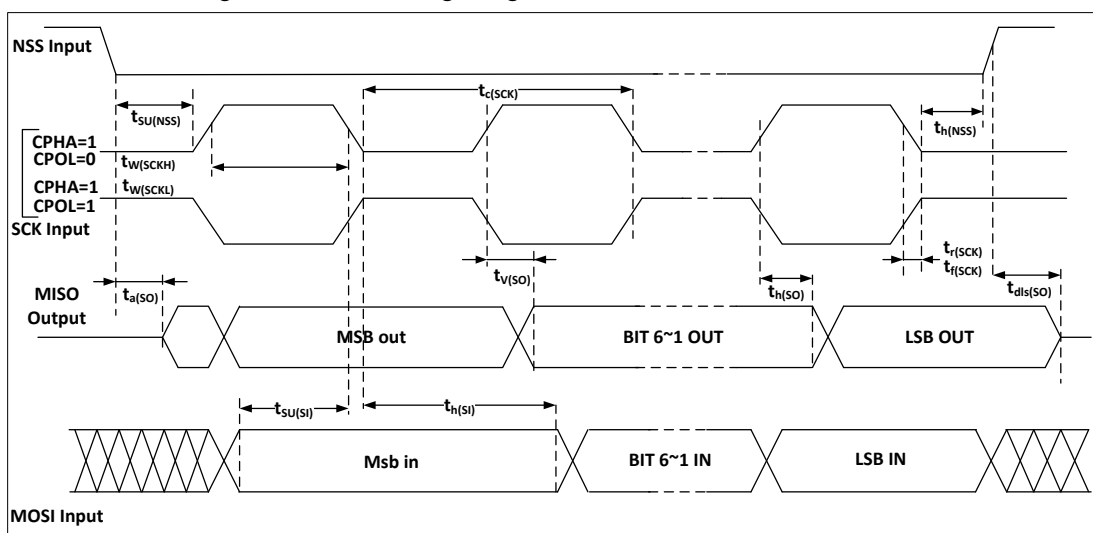 NSS Input
tc(SCK)
tSU(NSS)
th(NSS)
CPHA=1
CPOL=0
tW(SCKH)
CPHA=1
tW(SCKL)
CPOL=1
SCK Input
tr(SCK)
tV(SO)
tf(SCK)
ta(SO)
th(SO)
tdis(SO)
MISO
Output
MSB out
BIT 6~1 OUT
LSB OUT
tSU(SI)
th(SI)
Msb in
BIT 6~1 IN
LSB IN
MOSI Input